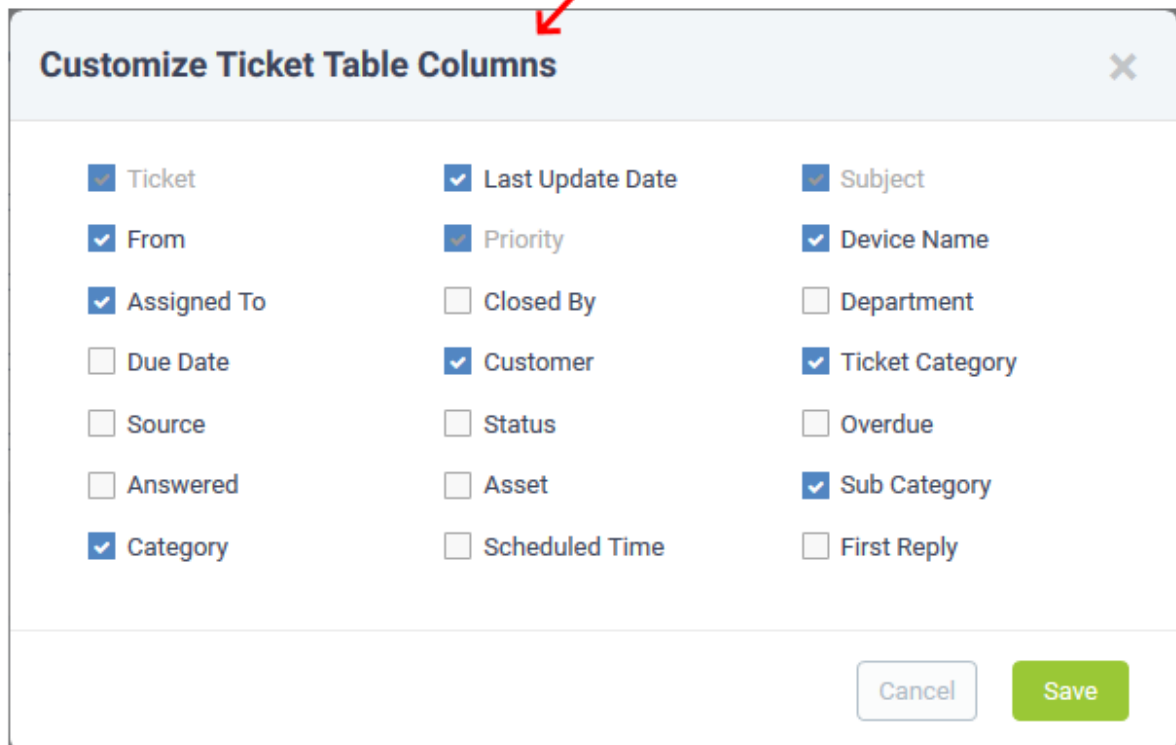 Customize Ticket Table Columns
Ticket Last Update Date Subject
From Priority Device Name
Assigned To Closed By Department
Due Date Customer Ticket Category
Source Status Overdue
Answered Asset Sub Category
Category Scheduled Time First Reply
Cancel Save